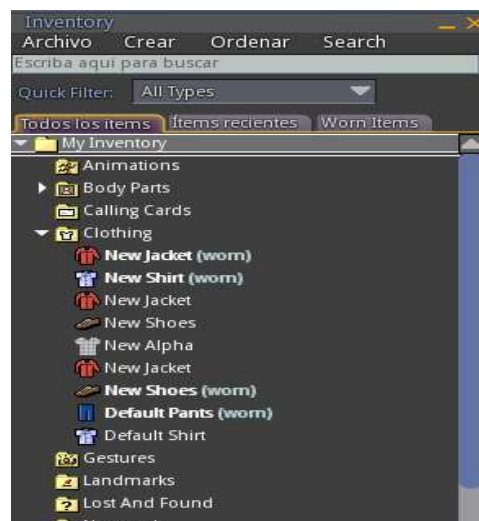 Inventory
Archivo Crear Ordenar Search
Escriba aquí para buscar
Quick Filter: All Types
Todos los ítems Ítems recientes Worn Items
My Inventory
Animations
Body Parts
Calling Cards
Clothing
New Jacket (worn)
New Shirt (worn)
New Jacket
New Shoes
New Alpha
New Jacket
New Shoes (worn)
Default Pants (worn)
Default Shirt
Gestures
Landmarks
Lost And Found